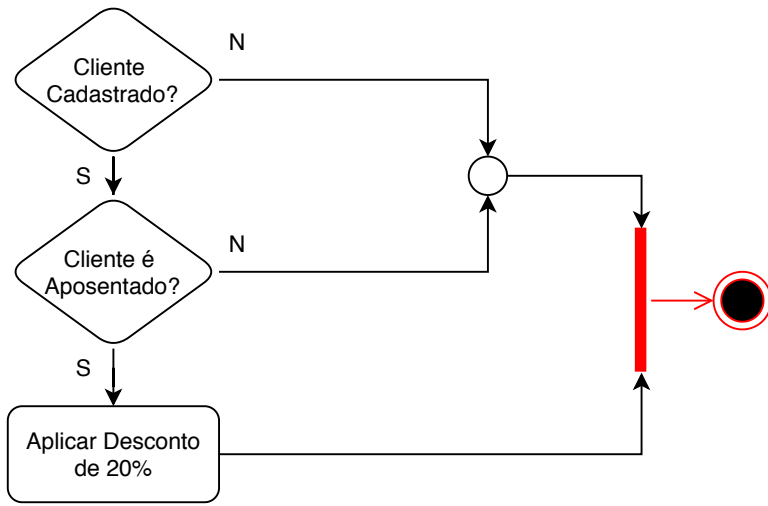 N
Cliente
Cadastrado?
S
N
Cliente é
Aposentado?
S
Aplicar Desconto
de 20%